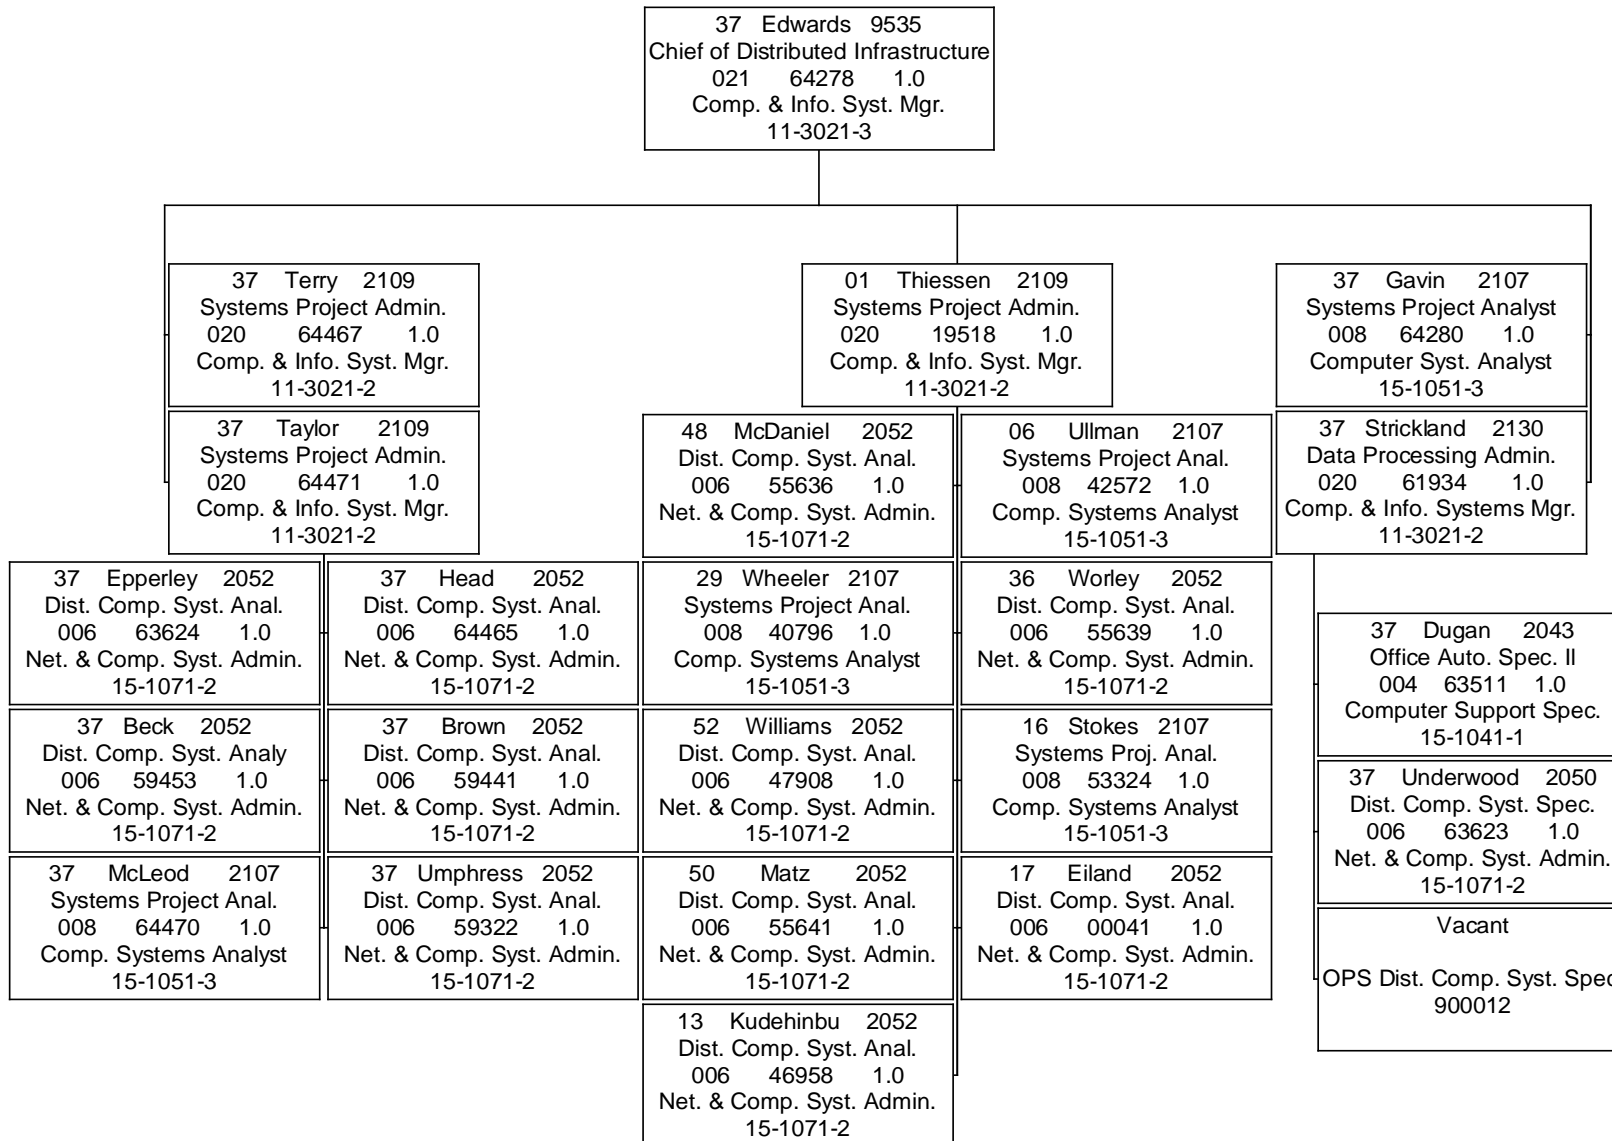 37 Edwards 9535
Chief of Distributed Infrastructure
021 64278 1.0
Comp. & Info. Syst. Mgr.
11-3021-3
37 Terry 2109
Systems Project Admin.
020 64467 1.0
Comp. & Info. Syst. Mgr.
11-3021-2
01 Thiessen 2109
Systems Project Admin.
020 19518 1.0
Comp. & Info. Syst. Mgr.
11-3021-2
37 Gavin 2107
Systems Project Analyst
008 64280 1.0
Computer Syst. Analyst
15-1051-3
37 Taylor 2109
Systems Project Admin.
020 64471 1.0
Comp. & Info. Syst. Mgr.
11-3021-2
48 McDaniel 2052
Dist. Comp. Syst. Anal.
006 55636 1.0
Net. & Comp. Syst. Admin.
15-1071-2
06 Ullman 2107
Systems Project Anal.
008 42572 1.0
Comp. Systems Analyst
15-1051-3
37 Strickland 2130
Data Processing Admin.
020 61934 1.0
Comp. & Info. Systems Mgr.
11-3021-2
37 Epperley 2052
Dist. Comp. Syst. Anal.
006 63624 1.0
Net. & Comp. Syst. Admin.
15-1071-2
37 Head 2052
Dist. Comp. Syst. Anal.
006 64465 1.0
Net. & Comp. Syst. Admin.
15-1071-2
29 Wheeler 2107
Systems Project Anal.
008 40796 1.0
Comp. Systems Analyst
15-1051-3
36 Worley 2052
Dist. Comp. Syst. Anal.
006 55639 1.0
Net. & Comp. Syst. Admin.
15-1071-2
37 Dugan 2043
Office Auto. Spec. II
004 63511 1.0
Computer Support Spec.
15-1041-1
37 Beck 2052
Dist. Comp. Syst. Analy
006 59453 1.0
Net. & Comp. Syst. Admin.
15-1071-2
37 Brown 2052
Dist. Comp. Syst. Anal.
006 59441 1.0
Net. & Comp. Syst. Admin.
15-1071-2
52 Williams 2052
Dist. Comp. Syst. Anal.
006 47908 1.0
Net. & Comp. Syst. Admin.
15-1071-2
16 Stokes 2107
Systems Proj. Anal.
008 53324 1.0
Comp. Systems Analyst
15-1051-3
37 Underwood 2050
Dist. Comp. Syst. Spec.
006 63623 1.0
Net. & Comp. Syst. Admin.
15-1071-2
37 McLeod 2107
Systems Project Anal.
008 64470 1.0
Comp. Systems Analyst
15-1051-3
37 Umphress 2052
Dist. Comp. Syst. Anal.
006 59322 1.0
Net. & Comp. Syst. Admin.
15-1071-2
50 Matz 2052
Dist. Comp. Syst. Anal.
006 55641 1.0
Net. & Comp. Syst. Admin.
15-1071-2
17 Eiland 2052
Dist. Comp. Syst. Anal.
006 00041 1.0
Net. & Comp. Syst. Admin.
15-1071-2
Vacant
OPS Dist. Comp. Syst. Spec
900012
13 Kudehinbu 2052
Dist. Comp. Syst. Anal.
006 46958 1.0
Net. & Comp. Syst. Admin.
15-1071-2